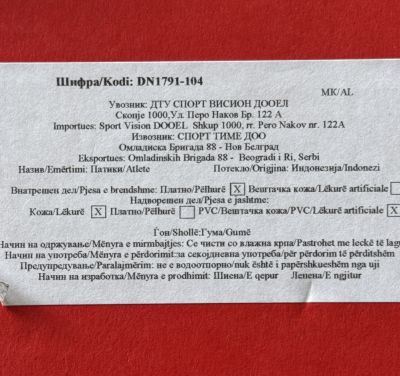 Шифра/Kodi: DN1791-104
MK/AL
Увозник: ДТУ СПОРТ ВИСИОН ДООЕЛ
Скопје 1000,Ул. Перо Наков Бр. 122 А
Importues: Sport Vision DOOEL Shkup 1000, rr. Pero Nakov nr. 122A
Извозник: СПОРТ ТИМЕ ДОО
Омладиска Бригада 88 - Нов Белград
Eksportues: Omladinskih Brigada 88 - Beogradi i Ri, Serbi
Назив/Emërtimi: Патики/Atlete Потекло/Origjina: Индонезија/Indonezi
Внатрешен дел/Pjesa e brendshme: Платно/Pëlhurë X Вештачка кожа/Lëkurë artificiale
Надворешен дел/Pjesa e jashtme:
Кожа/Lëkurë X Платно/Pëlhurë PVC/Вештачка кожа/PVC/Lëkurë artificiale
Ѓон/Shollë:Гума/Gumë
Начин на одржување/Mënyra e mirmbajtjes: Се чисти со влажна крпа/Pastrohet me leckë të lagu
Начин на употреба/Mënyra e përdorimit:за секојдневна употреба/për përdorim të përditshëm
Предупредување/Paralajmërim: не е водоотпорно/nuk është i papërshkueshëm nga uji
Начин на изработка/Mënyra e prodhimit: Шиена/E qepur Лепена/E ngjitur